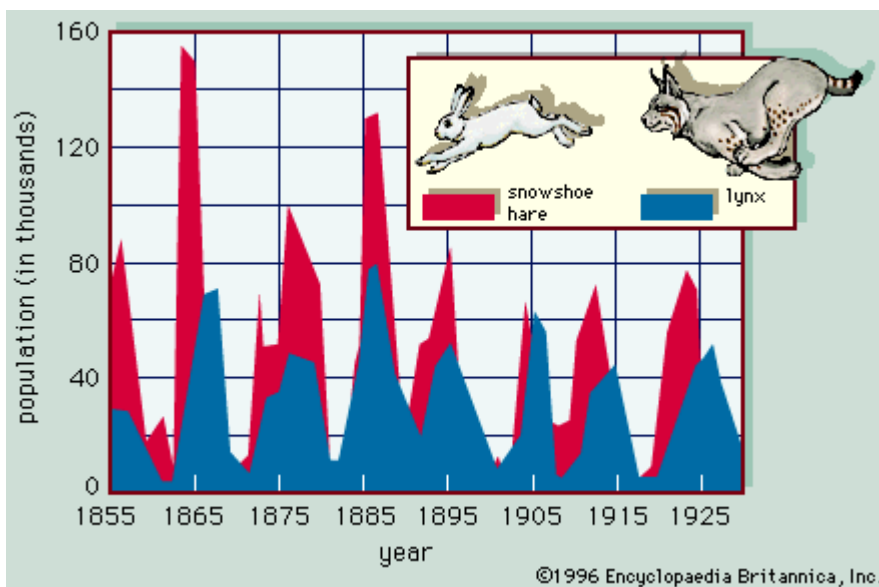 160
120
80
40
0
population (in thousands)
snowshoe
hare
lynx
1855 1865 1875 1885 1895 1905 1915 1925
year
©1996 Encyclopaedia Britannica, Inc